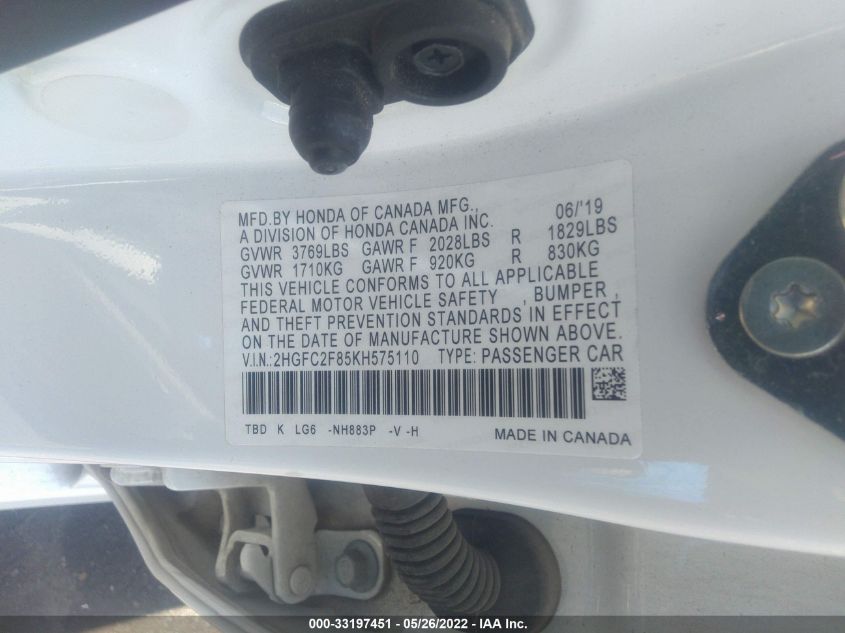 MFD.BY HONDA OF CANADA MFG., 06/'19
A DIVISION OF HONDA CANADA INC.
GVWR 3769LBS GAWR F 2028LBS R 1829LBS
GVWR 1710KG GAWR F 920KG R 830KG
THIS VEHICLE CONFORMS TO ALL APPLICABLE
FEDERAL MOTOR VEHICLE SAFETY , BUMPER ,
AND THEFT PREVENTION STANDARDS IN EFFECT
ON THE DATE OF MANUFACTURE SHOWN ABOVE.
V.I.N.:2HGFC2F85KH575110 TYPE: PASSENGER CAR
TBD K LG6 -NH883P -V -H
MADE IN CANADA
000-33197451 - 05/26/2022 - IAA Inc.